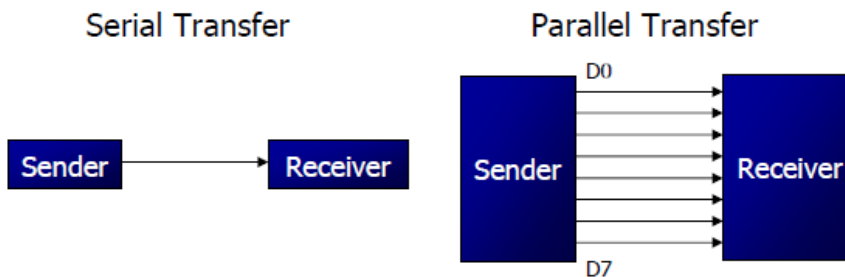 Serial Transfer
Sender
Receiver
Parallel Transfer
D0
Sender
Receiver
D7